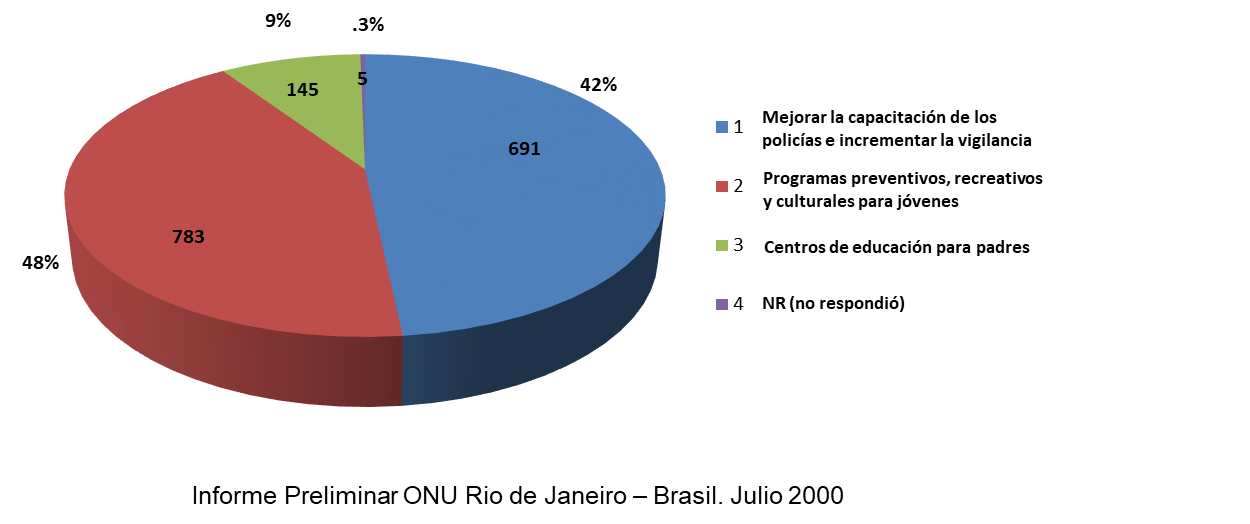 9%
.3%
145
5
42%
691
783
48%
1 Mejorar la capacitación de los
policías e incrementar la vigilancia
2 Programas preventivos, recreativos
y culturales para jóvenes
3 Centros de educación para padres
4 NR (no respondió)
Informe Preliminar ONU Rio de Janeiro – Brasil. Julio 2000